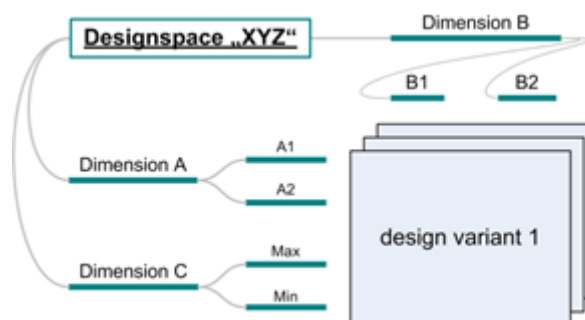 Designspace „XYZ“
Dimension B
B1
B2
Dimension A
A1
A2
design variant 1
Dimension C
Max
Min